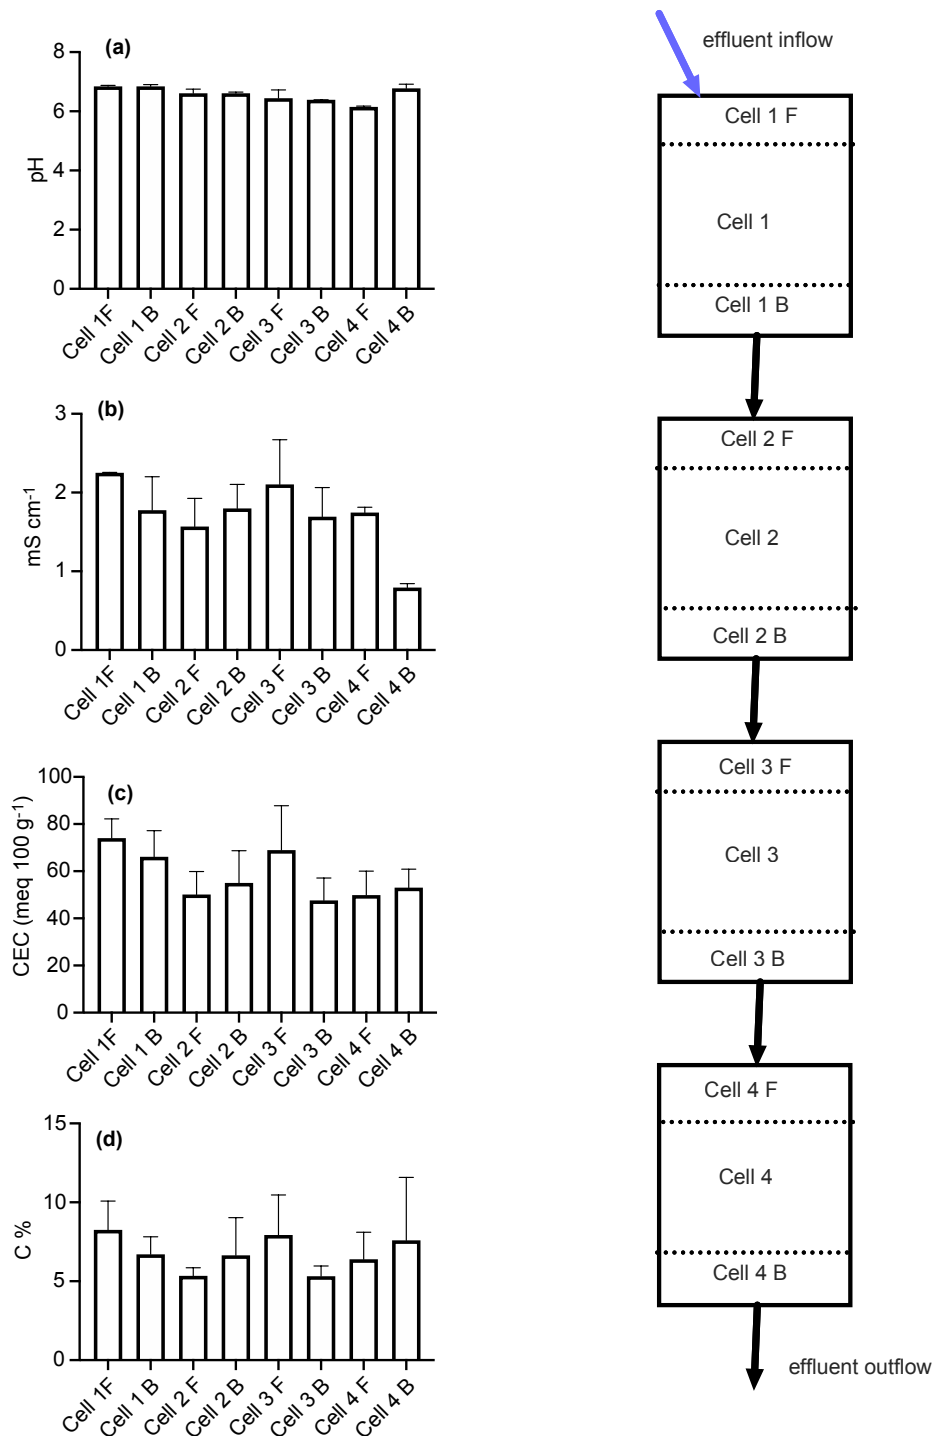 (a)
8
6
4
2
0
pH
Cell 1F
Cell 1 B
Cell 2 F
Cell 2 B
Cell 3 F
Cell 3 B
Cell 4 F
Cell 4 B
(b)
3
2
1
0
mS cm-1
Cell 1F
Cell 1 B
Cell 2 F
Cell 2 B
Cell 3 F
Cell 3 B
Cell 4 F
Cell 4 B
(c)
100
80
60
40
20
0
CEC (meq 100 g-1)
Cell 1F
Cell 1 B
Cell 2 F
Cell 2 B
Cell 3 F
Cell 3 B
Cell 4 F
Cell 4 B
(d)
15
10
5
0
C %
Cell 1F
Cell 1 B
Cell 2 F
Cell 2 B
Cell 3 F
Cell 3 B
Cell 4 F
Cell 4 B
effluent inflow
Cell 1 F
Cell 1
Cell 1 B
Cell 2 F
Cell 2
Cell 2 B
Cell 3 F
Cell 3
Cell 3 B
Cell 4 F
Cell 4
Cell 4 B
effluent outflow